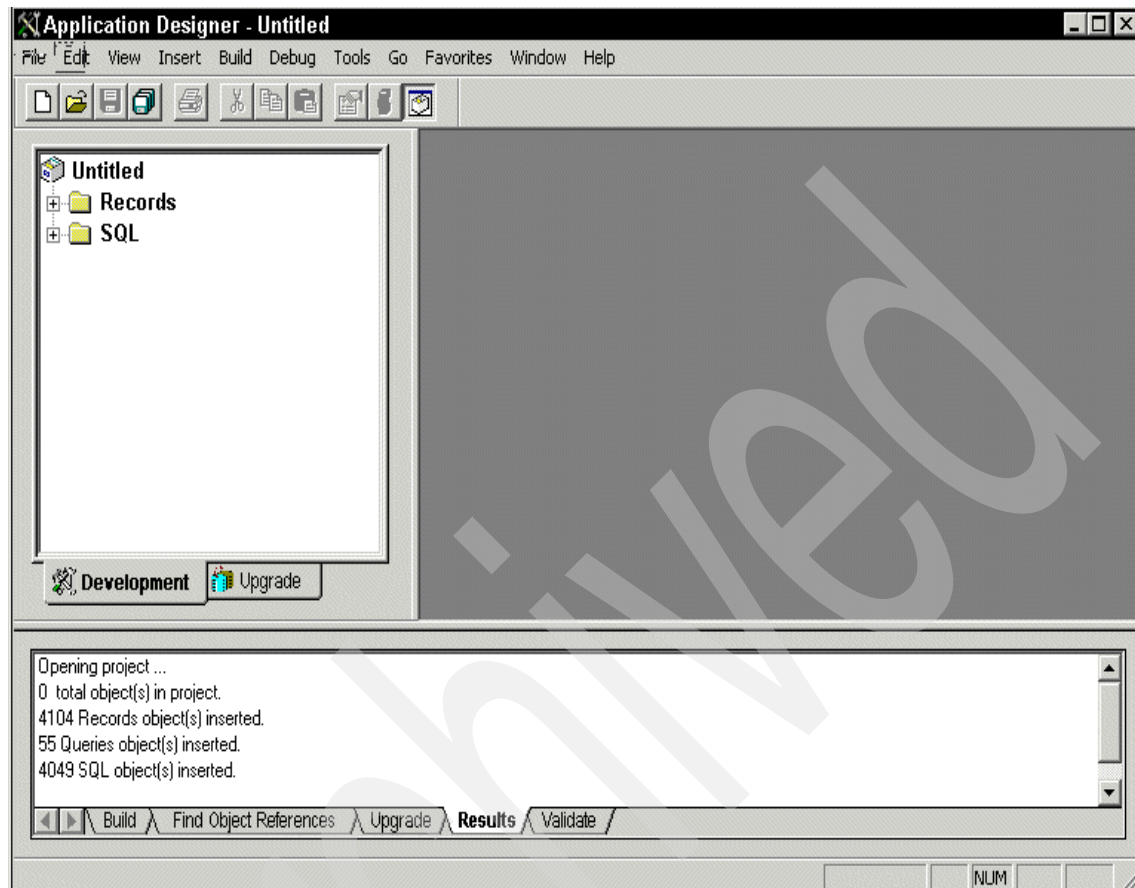 Application Designer - Untitled
File Edit View Insert Build Debug Tools Go Favorites Window Help
Untitled
Records
SQL
Development Upgrade
Opening project ...
0 total object(s) in project.
4104 Records object(s) inserted.
55 Queries object(s) inserted.
4049 SQL object(s) inserted.
Build Find Object References Upgrade Results Validate
NUM
hived